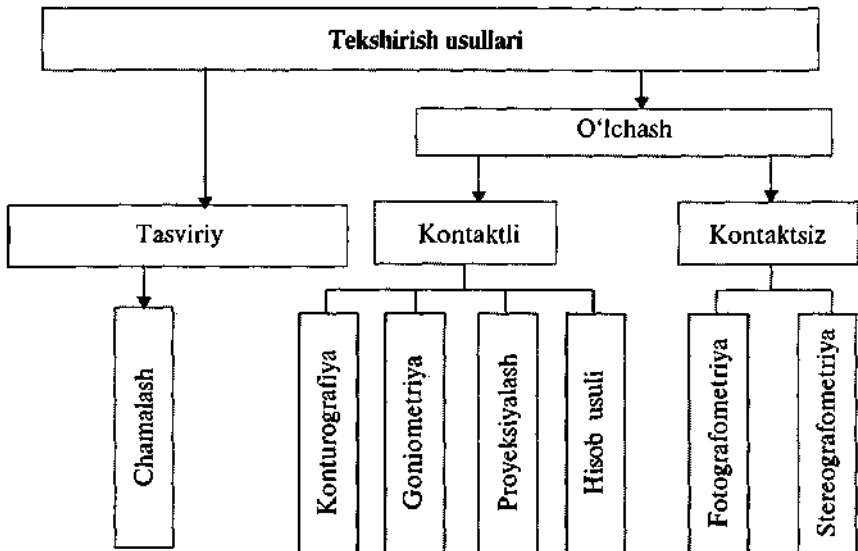 Tekshirish usullari
O‘lchash
Tasviriy
Kontaktli
Kontaktsiz
Chamalash
Konturografiya
Goniometriya
Proyeksiyalash
Hisob usuli
Fotografometriya
Stereografometriya